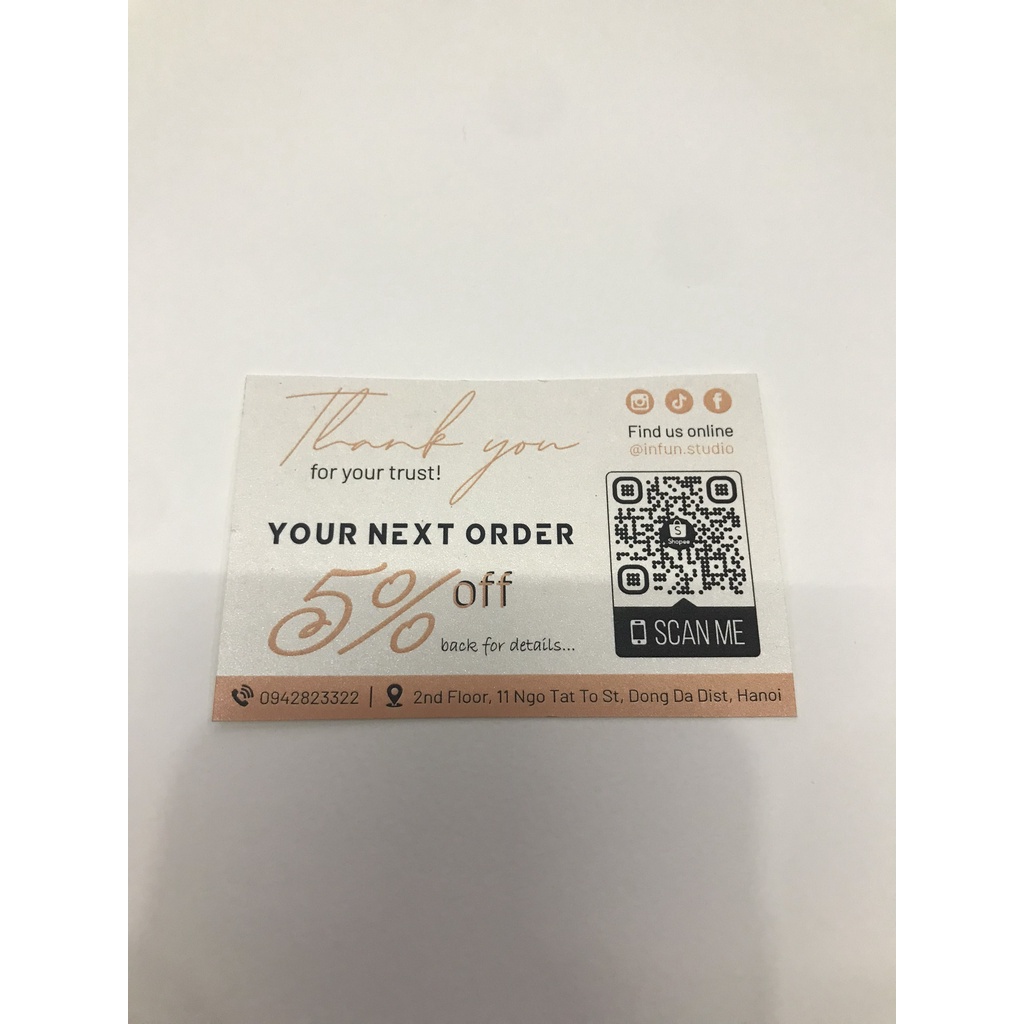 Thank you
for your trust!
YOUR NEXT ORDER
5% off
back for details...
Find us online
@infun.studio
S
Shopee
SCAN ME
0942823322 | 2nd Floor, 11 Ngo Tat To St, Dong Da Dist, Hanoi